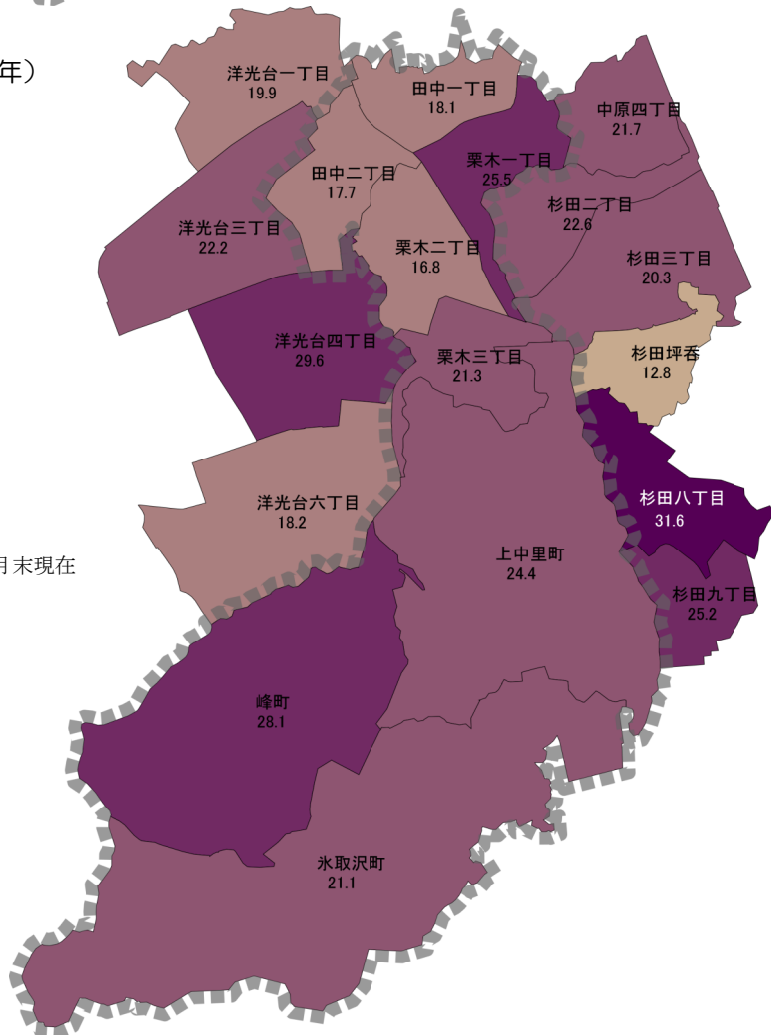 年）
洋光台一丁目
19.9
田中一丁目
18.1
中原四丁目
21.7
栗木一丁目
25.5
田中二丁目
17.7
杉田二丁目
22.6
洋光台三丁目
22.2
栗木二丁目
16.8
杉田三丁目
20.3
洋光台四丁目
29.6
栗木三丁目
21.3
杉田坪呑
12.8
杉田八丁目
31.6
洋光台六丁目
18.2
上中里町
24.4
月末現在
杉田九丁目
25.2
峰町
28.1
氷取沢町
21.1